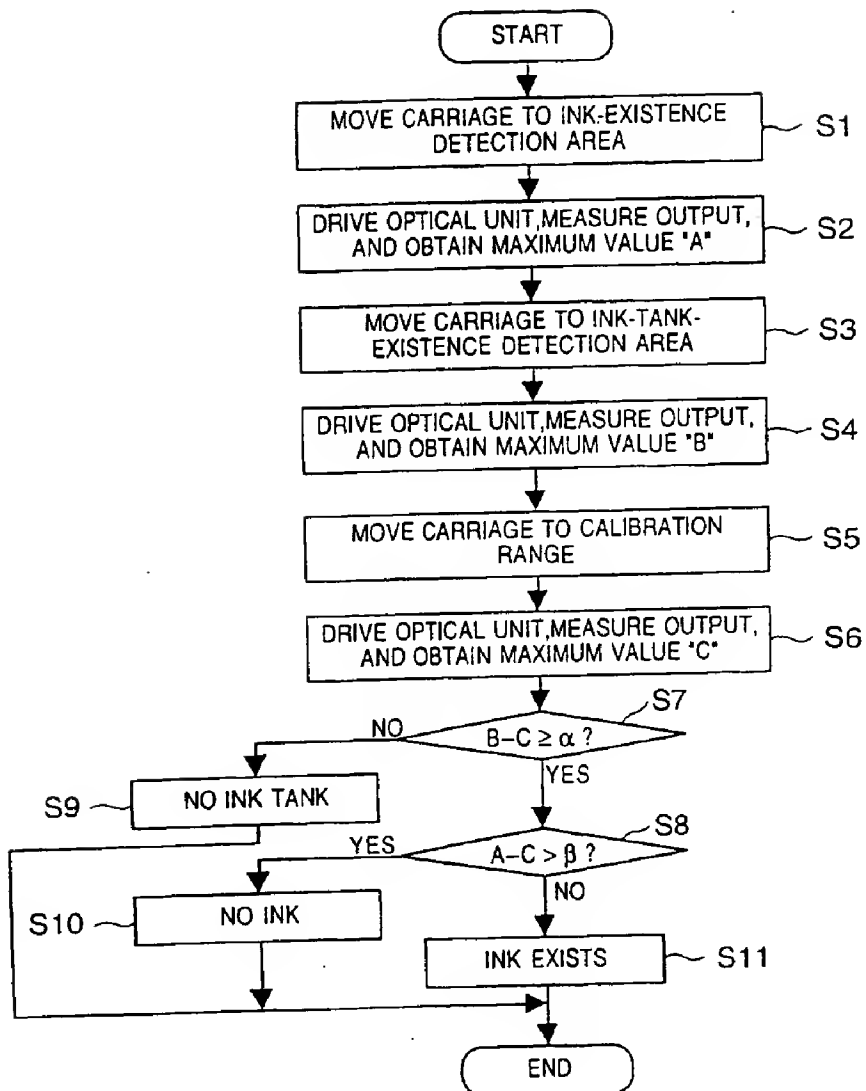 START
MOVE CARRIAGE TO INK-EXISTENCE
DETECTION AREA
S1
DRIVE OPTICAL UNIT,MEASURE OUTPUT,
AND OBTAIN MAXIMUM VALUE "A"
S2
MOVE CARRIAGE TO INK-TANK-
EXISTENCE DETECTION AREA
S3
DRIVE OPTICAL UNIT,MEASURE OUTPUT,
AND OBTAIN MAXIMUM VALUE "B"
S4
MOVE CARRIAGE TO CALIBRATION
RANGE
S5
DRIVE OPTICAL UNIT,MEASURE OUTPUT,
AND OBTAIN MAXIMUM VALUE "C"
S6
S7
NO
B-C ≥ α ?
YES
S9
NO INK TANK
S8
YES
A-C > β ?
NO
S10
NO INK
INK EXISTS
S11
END